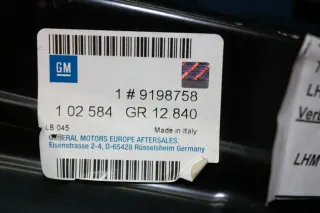 GM
1 # 9198758
1 02 584 GR.12.840
LB 045
Made in Italy
GENERAL MOTORS EUROPE AFTERSALES.
Eisenstrasse 2-4, D-65428 Rüsselsheim Germany
LH
LHM